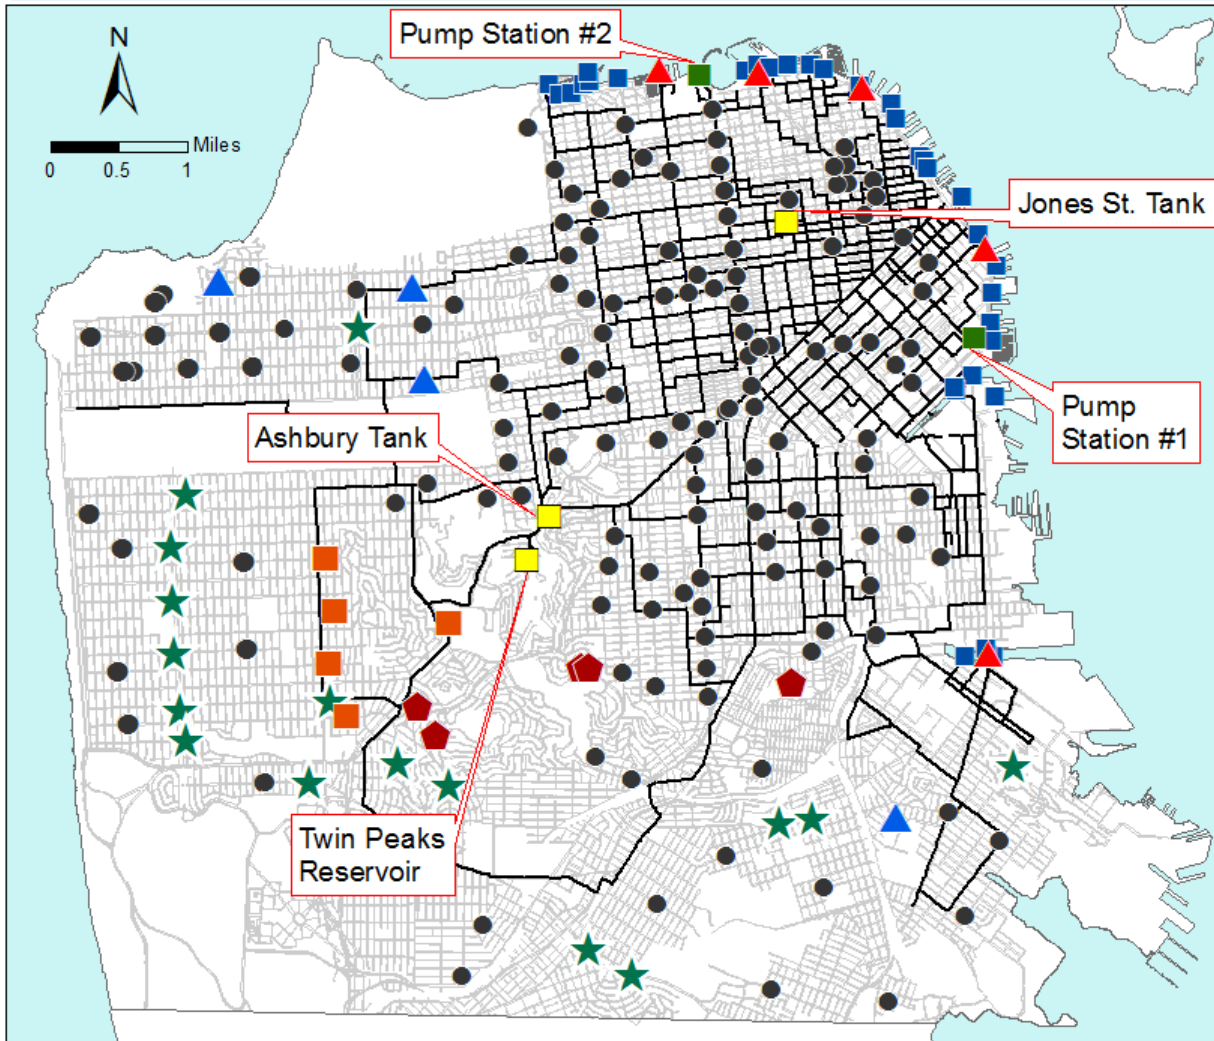 Pump Station #2
N
Miles
0 0.5 1
Jones St. Tank
Ashbury Tank
Pump
Station #1
Twin Peaks
Reservoir